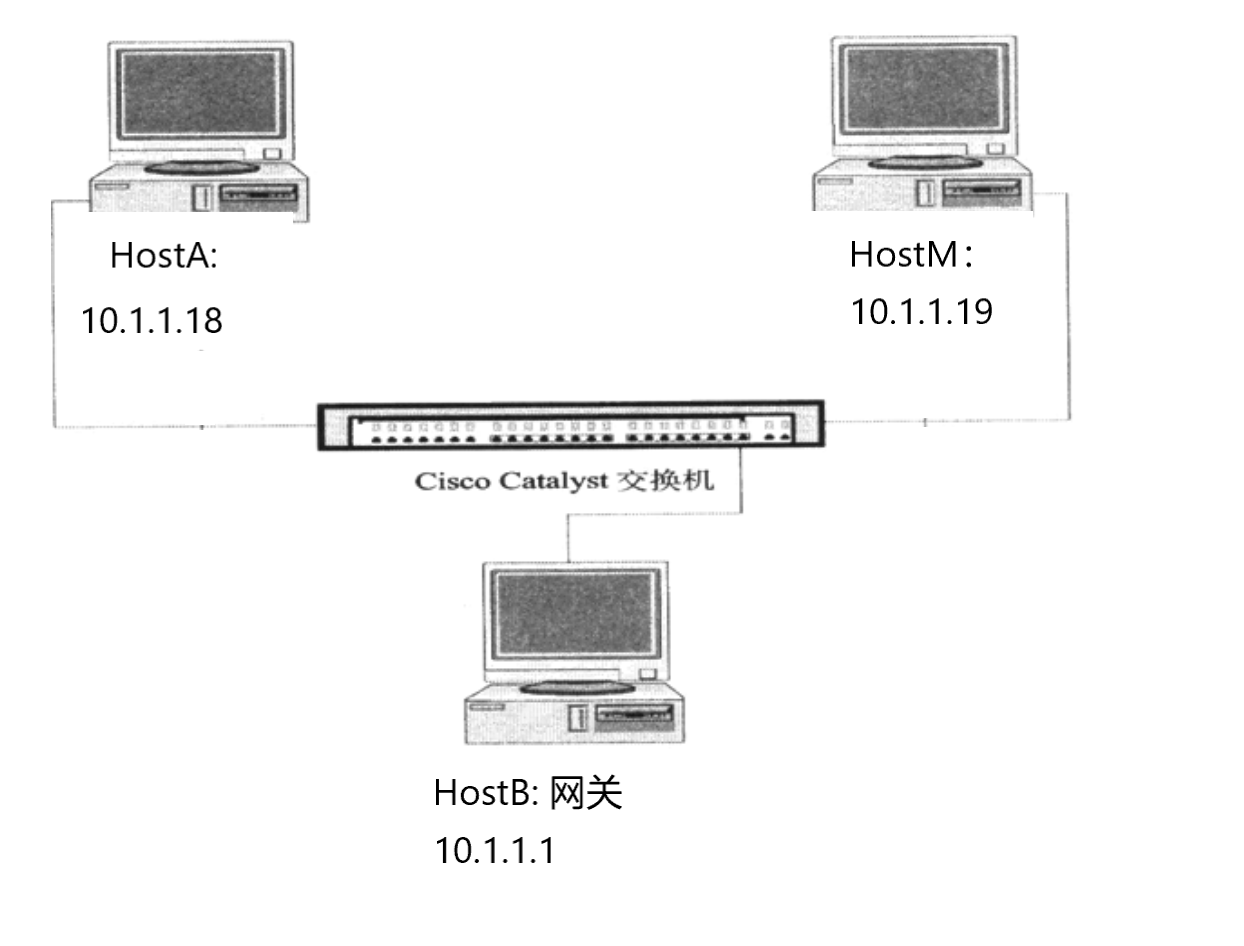 HostA:
10.1.1.18
HostM：
10.1.1.19
Cisco Catalyst 交换机
HostB: 网关
10.1.1.1